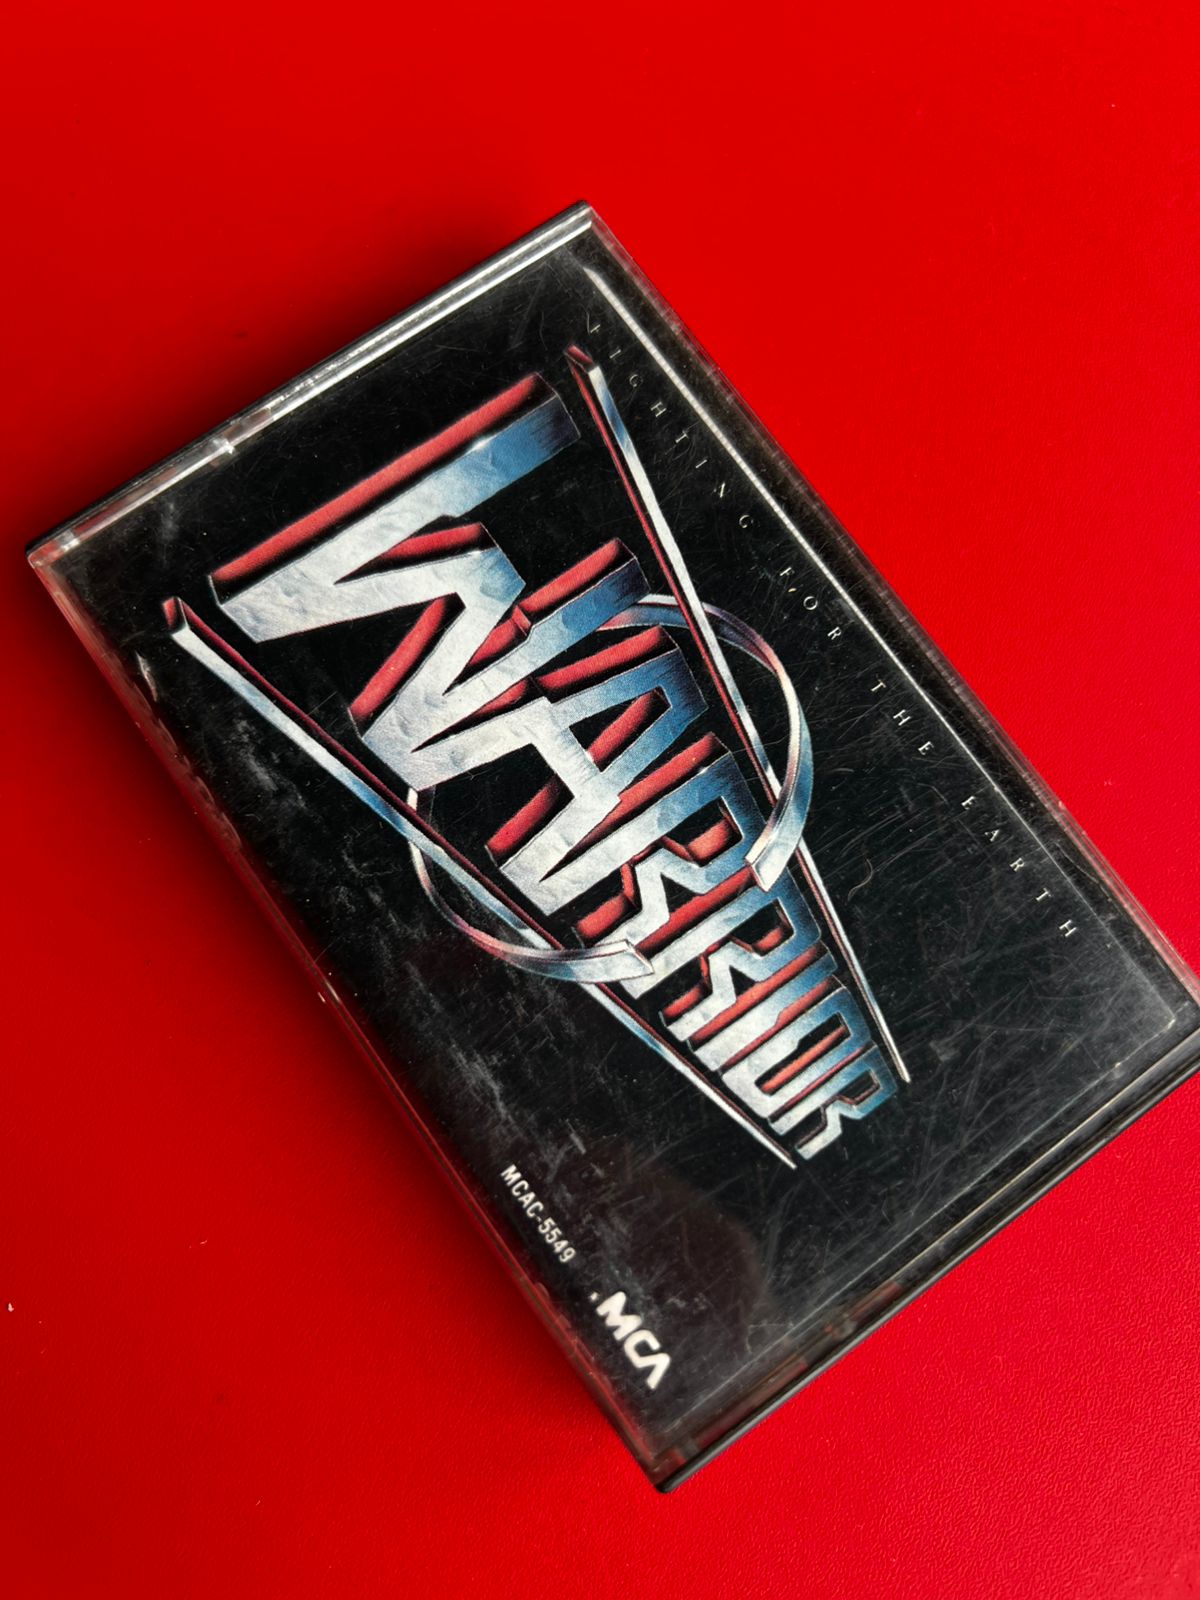 FIGHTING FOR THE EARTH
WARRIOR
MCAC-5549
MCA